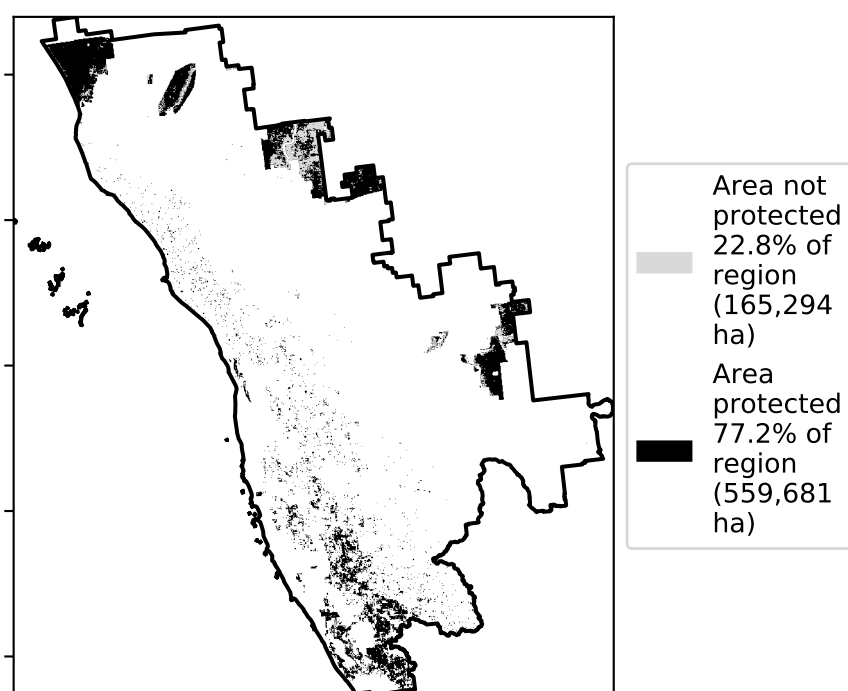 Area not
protected
22.8% of
region
(165,294
ha)
Area
protected
77.2% of
region
(559,681
ha)